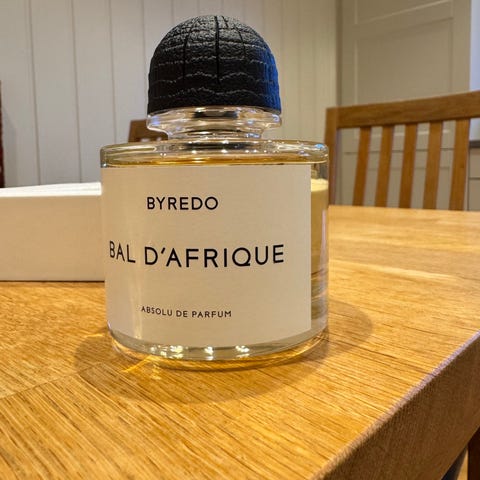 BYREDO
BAL D'AFRIQUE
ABSOLU DE PARFUM